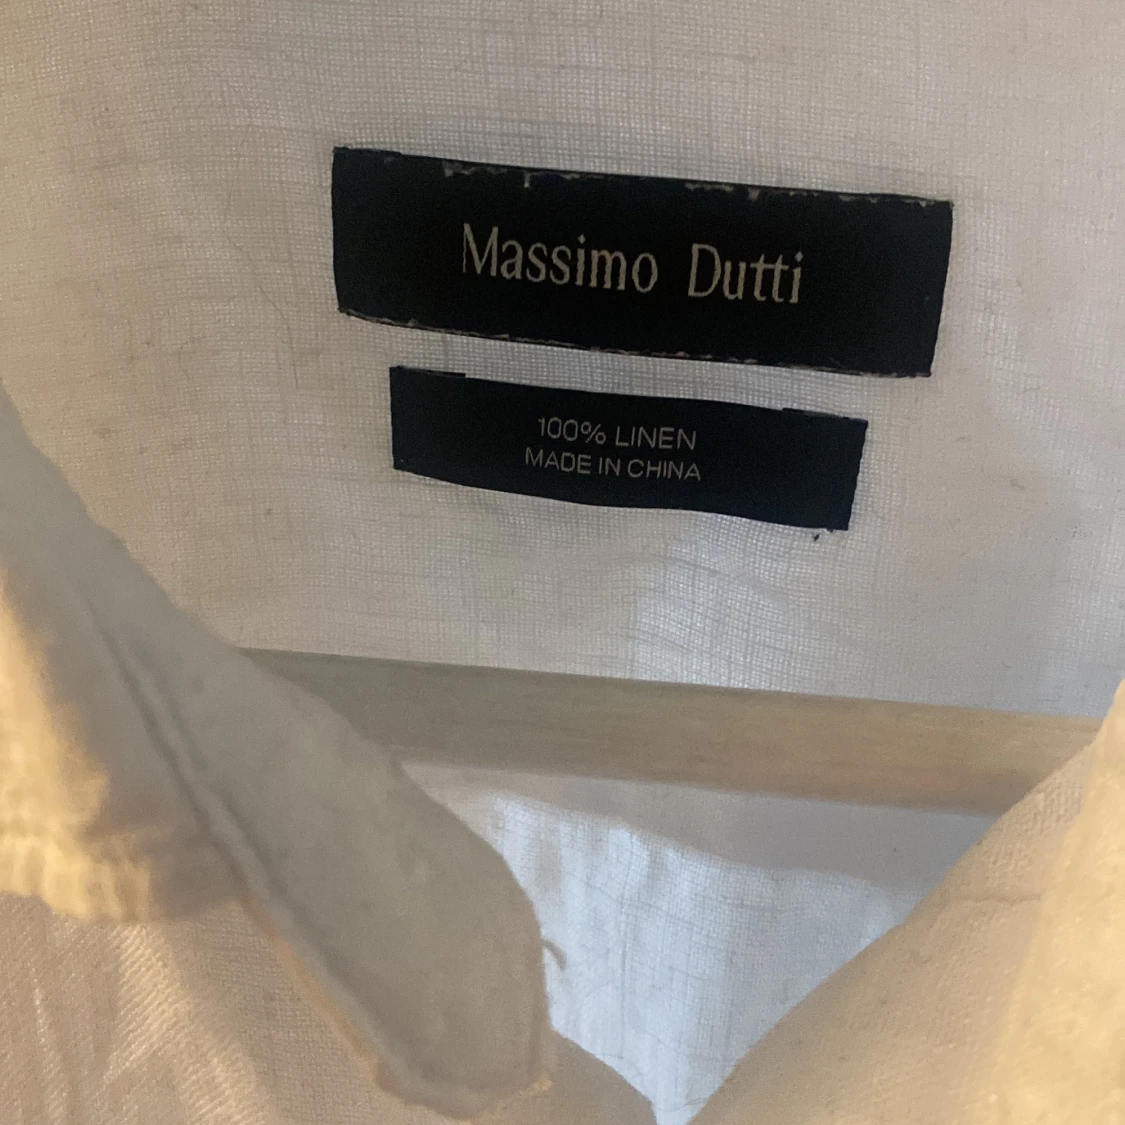 Massimo Dutti
100% LINEN
MADE IN CHINA